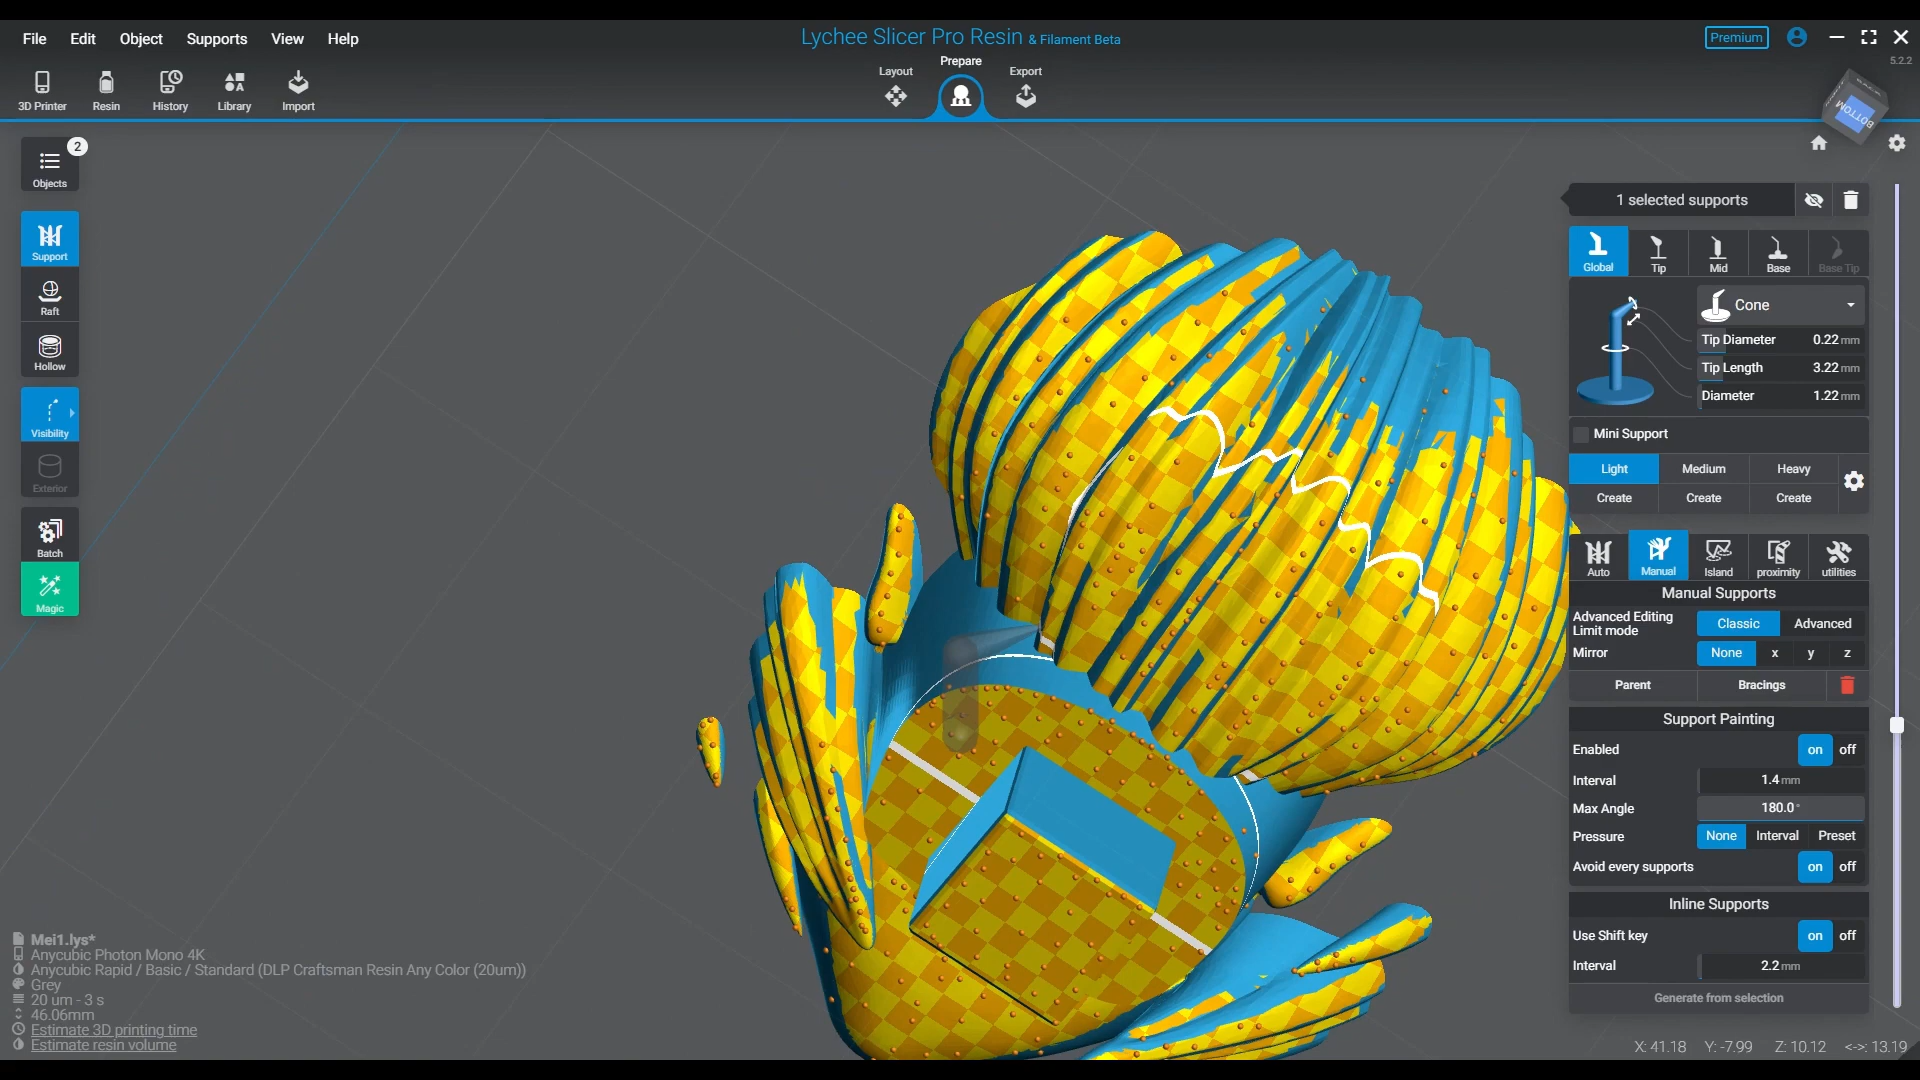 File Edit Object Supports View Help
Lychee Slicer Pro Resin & Filament Beta
Premium
5.2.2
3D Printer Resin History Library Import
Layout Prepare Export
BOTTOM
2
Objects
Support
Raft
Hollow
Visibility
Exterior
Batch
Magic
1 selected supports
Global Tip Mid Base Base Tip
Cone
Tip Diameter 0.22 mm
Tip Length 3.22 mm
Diameter 1.22 mm
Mini Support
Light Medium Heavy
Create Create Create
Auto Manual Island proximity utilities
Manual Supports
Advanced Editing
Limit mode
Classic Advanced
Mirror None x y z
Parent Bracings
Support Painting
Enabled on off
Interval 1.4 mm
Max Angle 180.0 °
Pressure None Interval Preset
Avoid every supports on off
Inline Supports
Use Shift key on off
Interval 2.2 mm
Generate from selection
Mei1.lys*
Anycubic Photon Mono 4K
Anycubic Rapid / Basic / Standard (DLP Craftsman Resin Any Color (20um))
Grey
20 um - 3 s
46.06mm
Estimate 3D printing time
Estimate resin volume
X: 41.18 Y: -7.99 Z: 10.12 <->: 13.19